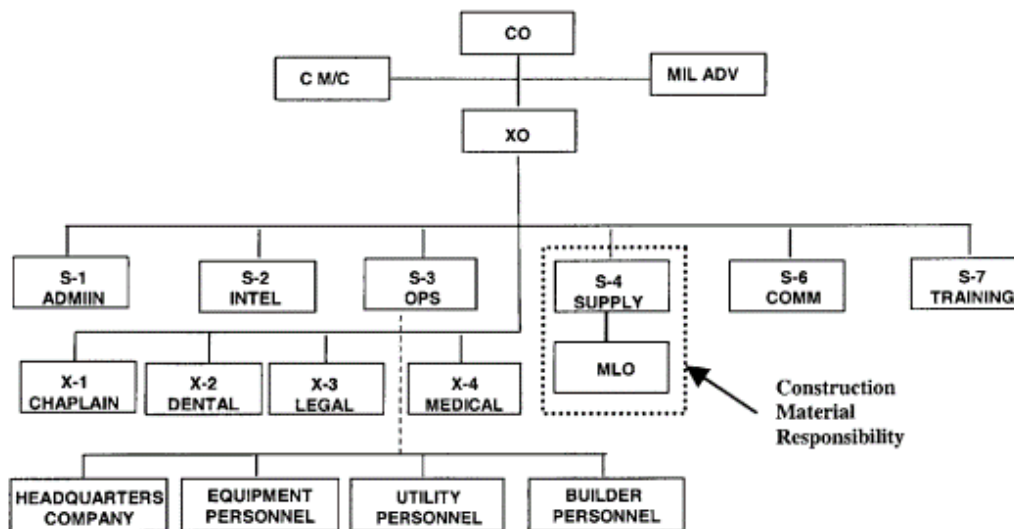 CO
C M/C
MIL ADV
XO
S-1
ADMIIN
S-2
INTEL
S-3
OPS
S-4
SUPPLY
S-6
COMM
S-7
TRAINING
MLO
X-1
CHAPLAIN
X-2
DENTAL
X-3
LEGAL
X-4
MEDICAL
Construction
Material
Responsibility
HEADQUARTERS
COMPANY
EQUIPMENT
PERSONNEL
UTILITY
PERSONNEL
BUILDER
PERSONNEL